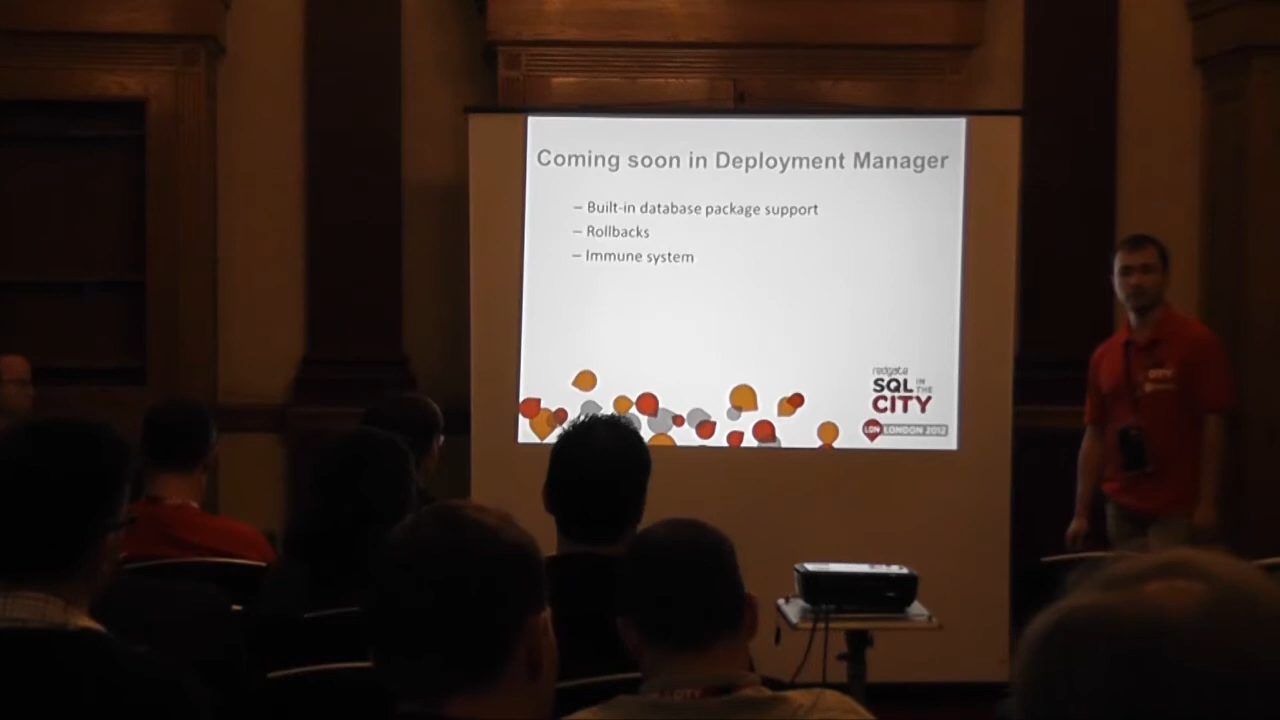 Coming soon in Deployment Manager
– Built-in database package support
– Rollbacks
– Immune system
redgate
SQL IN THE
CITY
LDN LONDON 2012